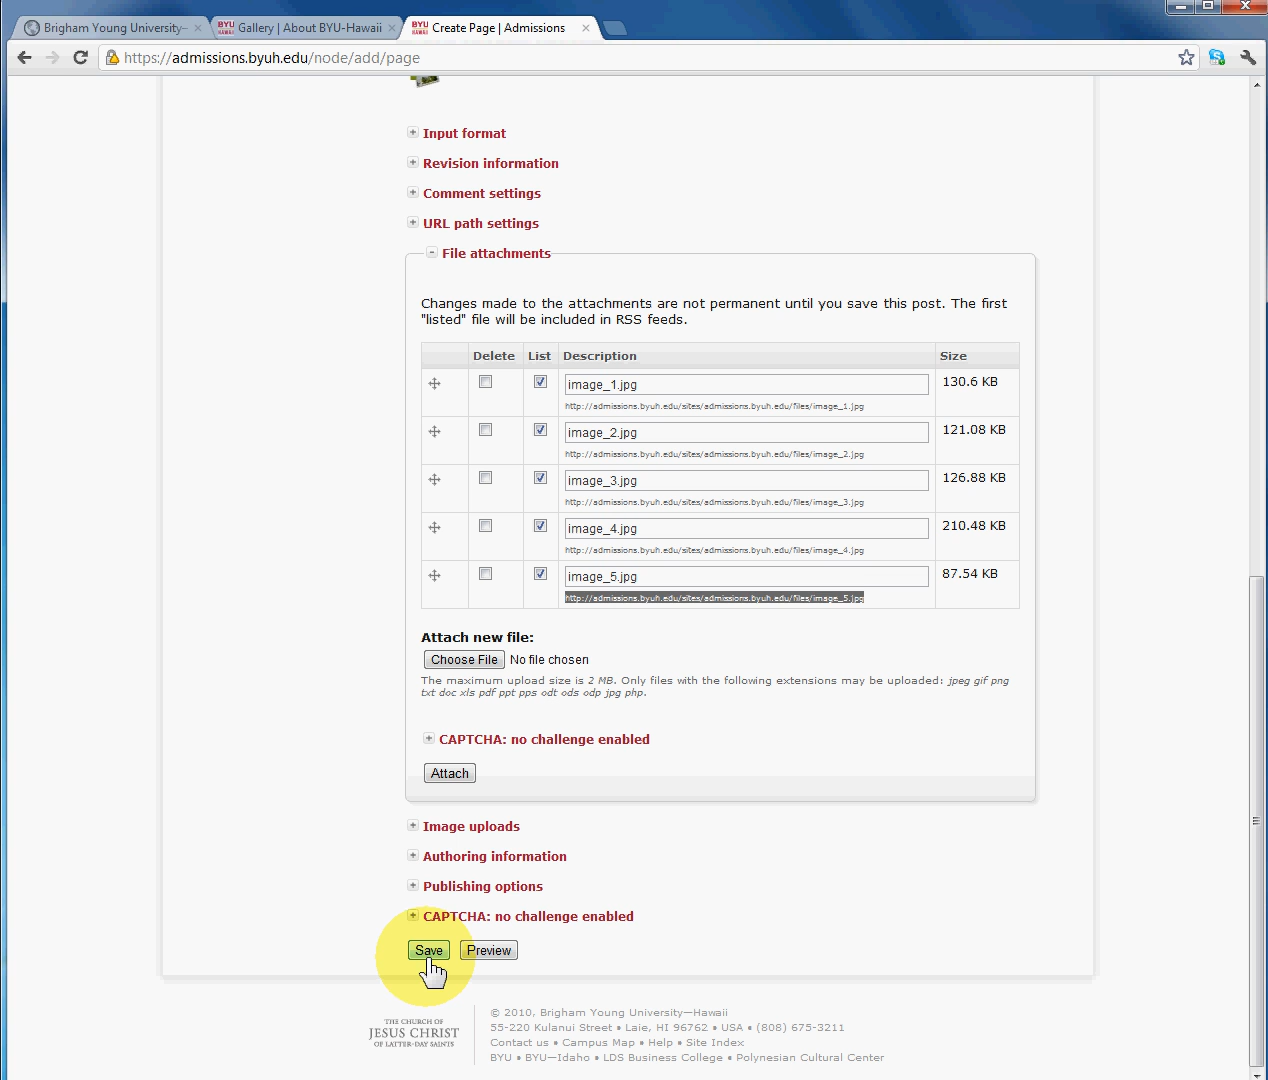 Brigham Young University–
Gallery | About BYU-Hawaii
Create Page | Admissions
https://admissions.byuh.edu/node/add/page
Input format
Revision information
Comment settings
URL path settings
File attachments
Changes made to the attachments are not permanent until you save this post. The first
"listed" file will be included in RSS feeds.
Delete List Description Size
image_1.jpg 130.6 KB
http://admissions.byuh.edu/sites/admissions.byuh.edu/files/image_1.jpg
image_2.jpg 121.08 KB
http://admissions.byuh.edu/sites/admissions.byuh.edu/files/image_2.jpg
image_3.jpg 126.88 KB
http://admissions.byuh.edu/sites/admissions.byuh.edu/files/image_3.jpg
image_4.jpg 210.48 KB
http://admissions.byuh.edu/sites/admissions.byuh.edu/files/image_4.jpg
image_5.jpg 87.54 KB
http://admissions.byuh.edu/sites/admissions.byuh.edu/files/image_5.jpg
Attach new file:
Choose File No file chosen
The maximum upload size is 2 MB. Only files with the following extensions may be uploaded: jpeg gif png
txt doc xls pdf ppt pps odt ods odp jpg php.
CAPTCHA: no challenge enabled
Attach
Image uploads
Authoring information
Publishing options
CAPTCHA: no challenge enabled
Save Preview
THE CHURCH OF
JESUS CHRIST
OF LATTER-DAY SAINTS
© 2010, Brigham Young University—Hawaii
55-220 Kulanui Street • Laie, HI 96762 • USA • (808) 675-3211
Contact us • Campus Map • Help • Site Index
BYU • BYU—Idaho • LDS Business College • Polynesian Cultural Center